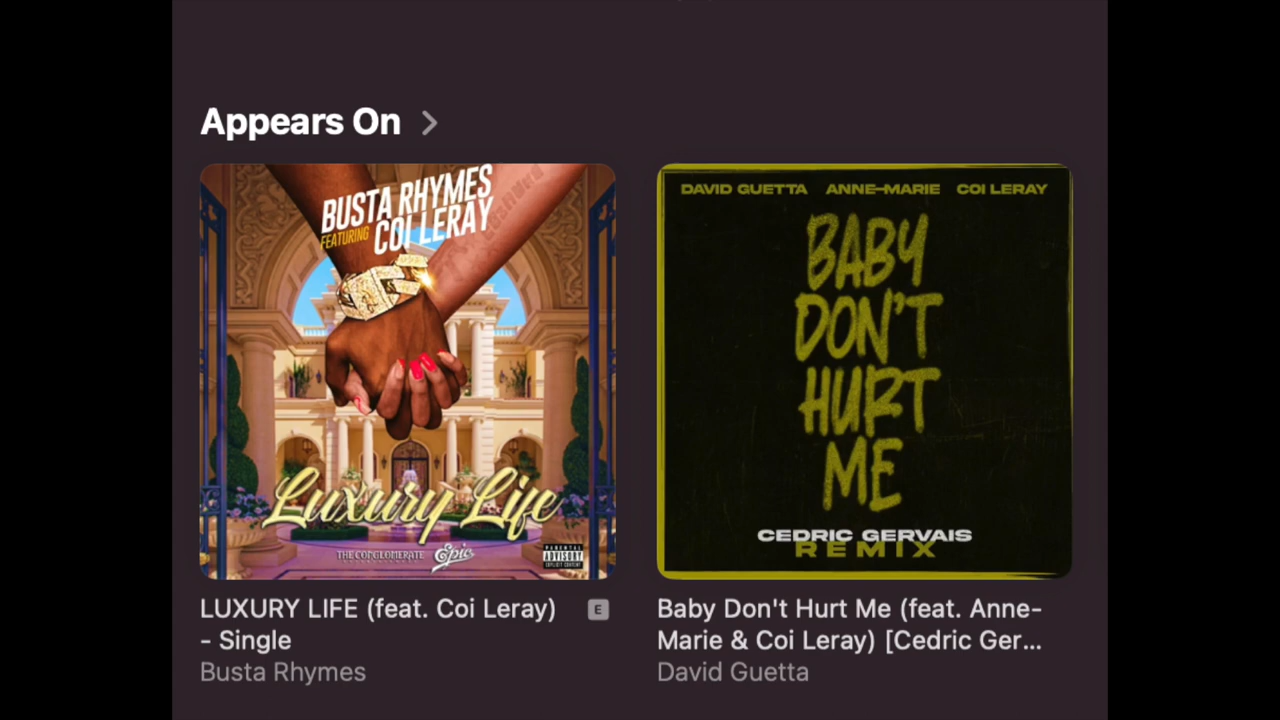 Appears On
BUSTA RHYMES
FEATURING COI LERAY
Luxury Life
THE CONGLOMERATE Epic
PARENTAL
ADVISORY
EXPLICIT CONTENT
LUXURY LIFE (feat. Coi Leray) E
- Single
Busta Rhymes
DAVID GUETTA ANNE-MARIE COI LERAY
BABY
DON'T
HURT
ME
CEDRIC GERVAIS
REMIX
Baby Don't Hurt Me (feat. Anne-
Marie & Coi Leray) [Cedric Ger...
David Guetta